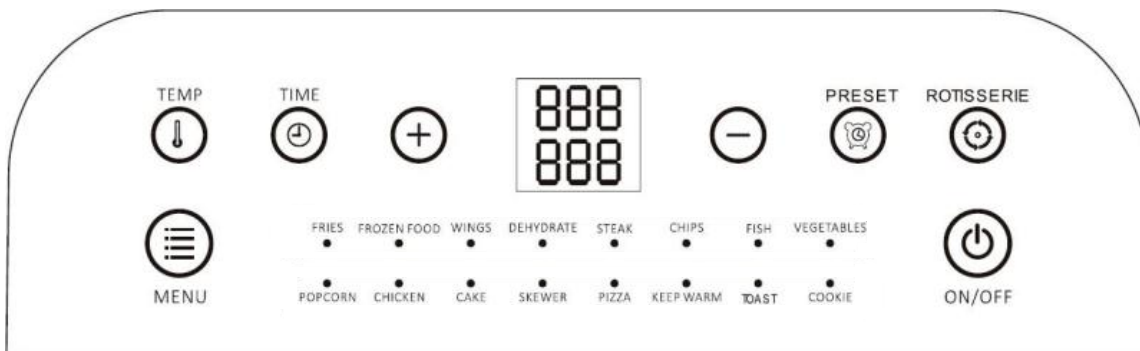 TEMP TIME PRESET ROTISSERIE
888
888
FRIES FROZEN FOOD WINGS DEHYDRATE STEAK CHIPS FISH VEGETABLES
POPCORN CHICKEN CAKE SKEWER PIZZA KEEP WARM TOAST COOKIE
MENU ON/OFF